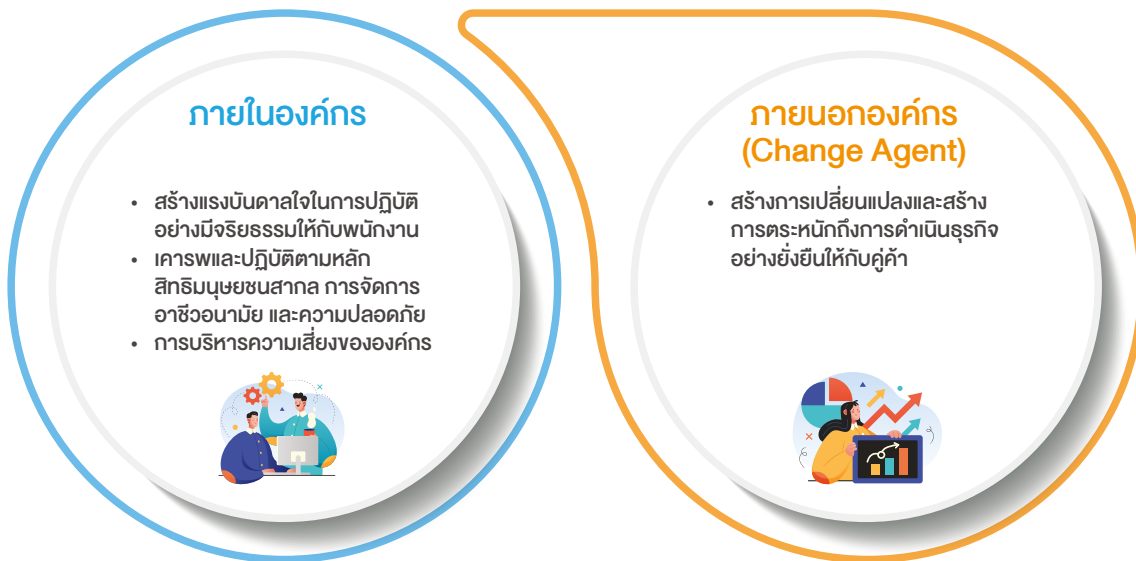 ภายในองค์กร
• สร้างแรงบันดาลใจในการปฏิบัติ
อย่างมีจริยธรรมให้กับพนักงาน
• เคารพและปฏิบัติตามหลัก
สิทธิมนุษยชนสากล การจัดการ
อาชีวอนามัย และความปลอดภัย
• การบริหารความเสี่ยงขององค์กร
ภายนอกองค์กร
(Change Agent)
• สร้างการเปลี่ยนแปลงและสร้าง
การตระหนักถึงการดำเนินธุรกิจ
อย่างยั่งยืนให้กับคู่ค้า